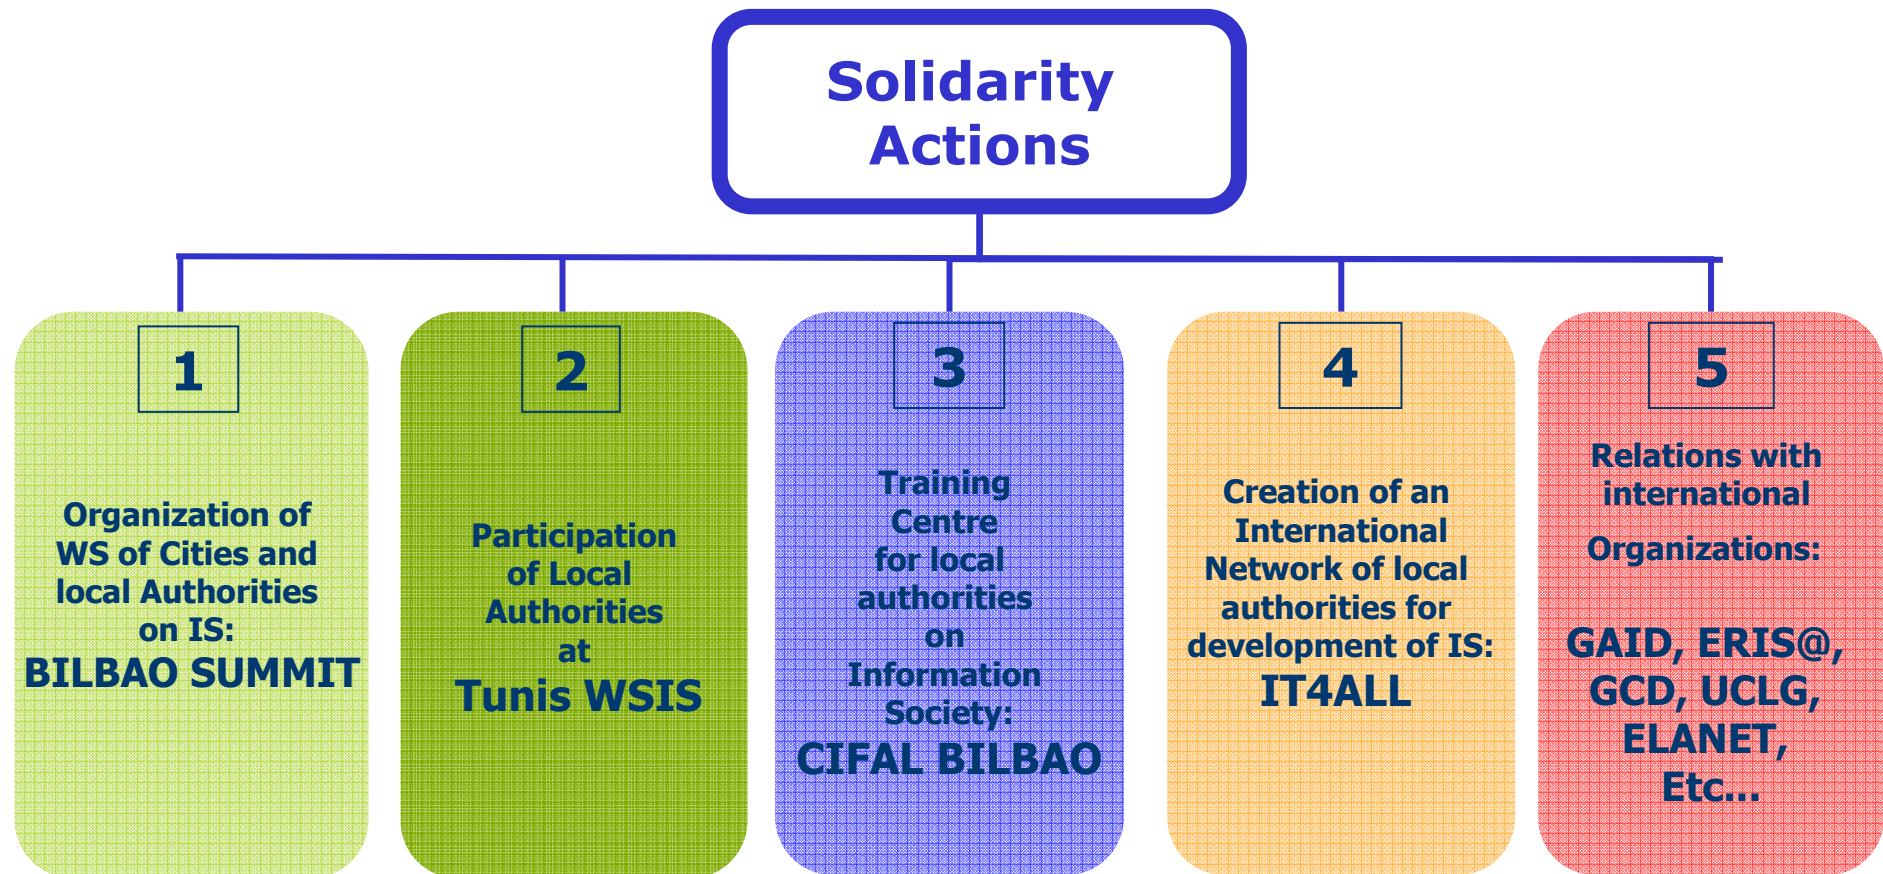 Solidarity
Actions
1
Organization of
WS of Cities and
local Authorities
on IS:
BILBAO SUMMIT
2
Participation
of Local
Authorities
at
Tunis WSIS
3
Training
Centre
for local
authorities
on
Information
Society:
CIFAL BILBAO
4
Creation of an
International
Network of local
authorities for
development of IS:
IT4ALL
5
Relations with
international
Organizations:
GAID, ERIS@,
GCD, UCLG,
ELANET,
Etc...